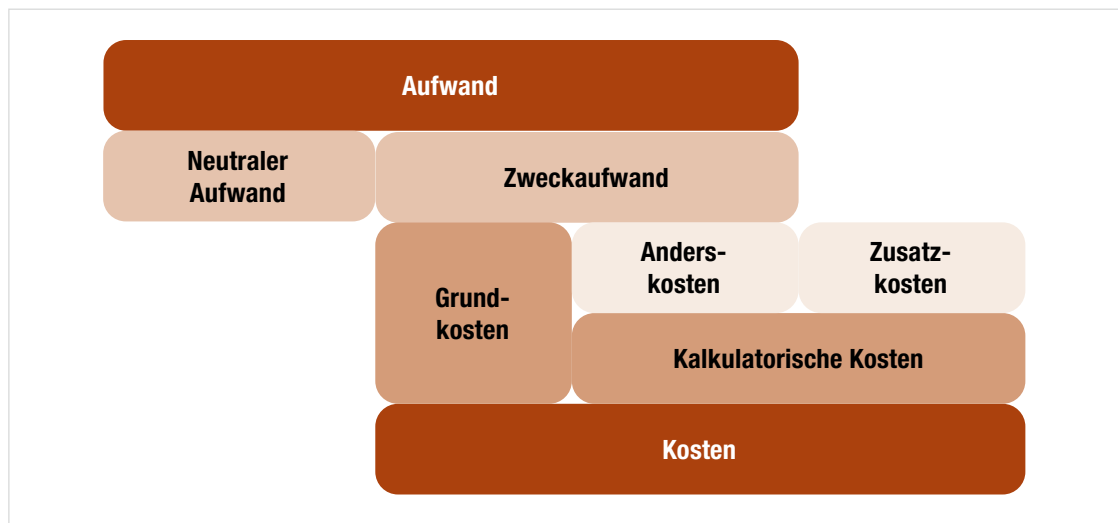 Aufwand
Neutraler
Aufwand
Zweckaufwand
Grund-
kosten
Anders-
kosten
Zusatz-
kosten
Kalkulatorische Kosten
Kosten